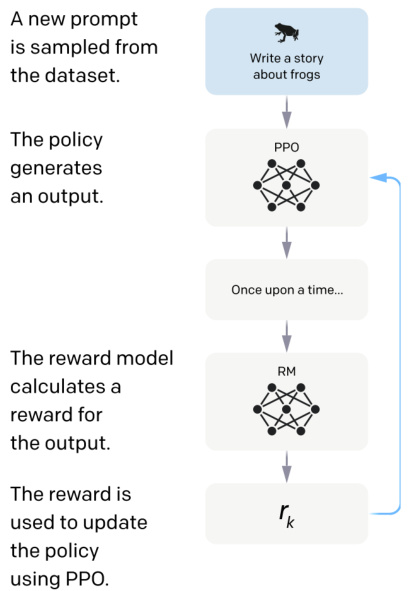 A new prompt
is sampled from
the dataset.
Write a story
about frogs
The policy
generates
an output.
PPO
Once upon a time...
The reward model
calculates a
reward for
the output.
RM
The reward is
used to update
the policy
using PPO.
rₖ